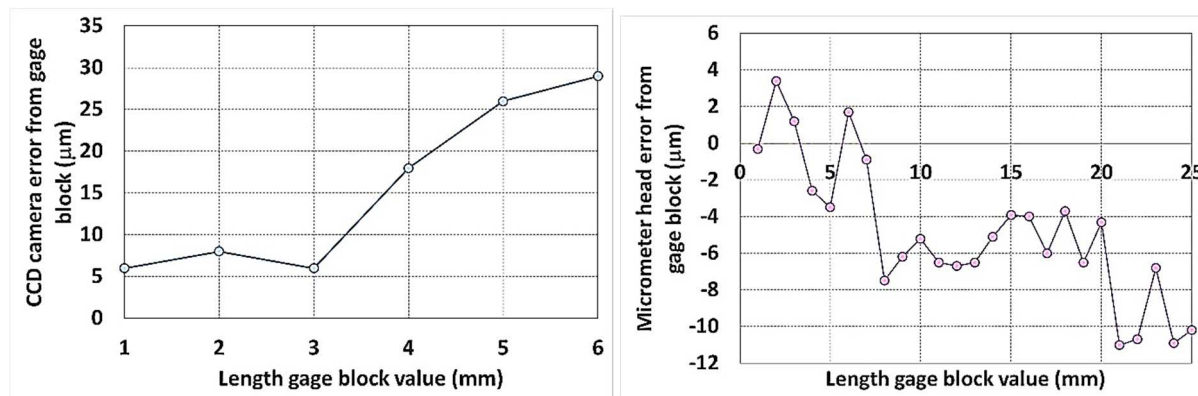 CCD camera error from gage
block (μm)
35
30
25
20
15
10
5
0
1 2 3 4 5 6
Length gage block value (mm)
Micrometer head error from
gage block (μm)
6
4
2
0
-2
-4
-6
-8
-10
-12
0 5 10 15 20 25
Length gage block value (mm)